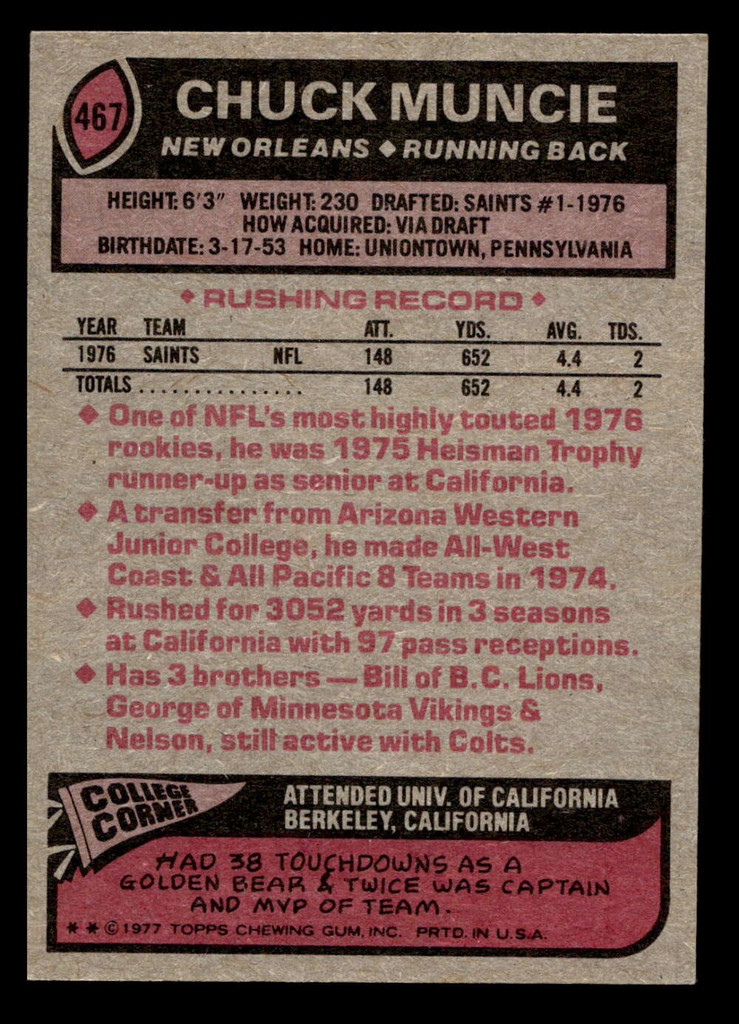 467
CHUCK MUNCIE
NEW ORLEANS ◆ RUNNING BACK
HEIGHT: 6'3" WEIGHT: 230 DRAFTED: SAINTS #1-1976
HOW ACQUIRED: VIA DRAFT
BIRTHDATE: 3-17-53 HOME: UNIONTOWN, PENNSYLVANIA
◆ RUSHING RECORD ◆
YEAR TEAM ATT. YDS. AVG. TDS.
1976 SAINTS NFL 148 652 4.4 2
TOTALS . . . . . . . . . . . . . . . 148 652 4.4 2
◆ One of NFL's most highly touted 1976
rookies, he was 1975 Heisman Trophy
runner-up as senior at California.
◆ A transfer from Arizona Western
Junior College, he made All-West
Coast & All Pacific 8 Teams in 1974.
◆ Rushed for 3052 yards in 3 seasons
at California with 97 pass receptions.
◆ Has 3 brothers — Bill of B.C. Lions,
George of Minnesota Vikings &
Nelson, still active with Colts.
COLLEGE
CORNER
ATTENDED UNIV. OF CALIFORNIA
BERKELEY, CALIFORNIA
HAD 38 TOUCHDOWNS AS A
GOLDEN BEAR & TWICE WAS CAPTAIN
AND MVP OF TEAM.
* * © 1977 TOPPS CHEWING GUM, INC. PRTD. IN U.S.A.